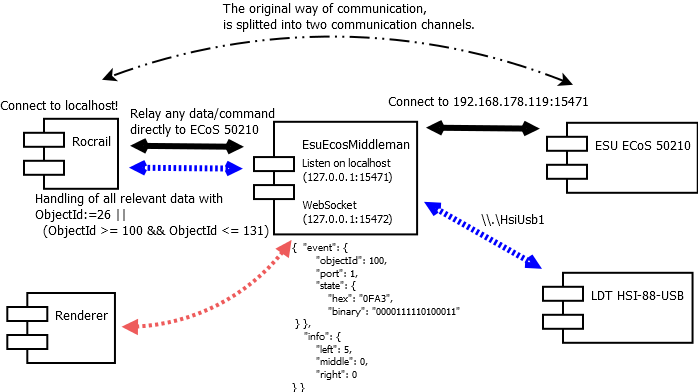 The original way of communication,
is splitted into two communication channels.
Connect to localhost!
Relay any data/command
directly to ECoS 50210
Connect to 192.168.178.119:15471
Rocrail
EsuEcosMiddleman
Listen on localhost
(127.0.0.1:15471)
WebSocket
(127.0.0.1:15472)
ESU ECoS 50210
Handling of all relevant data with
ObjectId:=26 ||
(ObjectId >= 100 && ObjectId <= 131)
\\.\HsiUsb1
{ "event": {
"objectId": 100,
"port": 1,
"state": {
"hex": "0FA3",
"binary": "0000111110100011"
} },
"info": {
"left": 5,
"middle": 0,
"right": 0
} }
Renderer
LDT HSI-88-USB